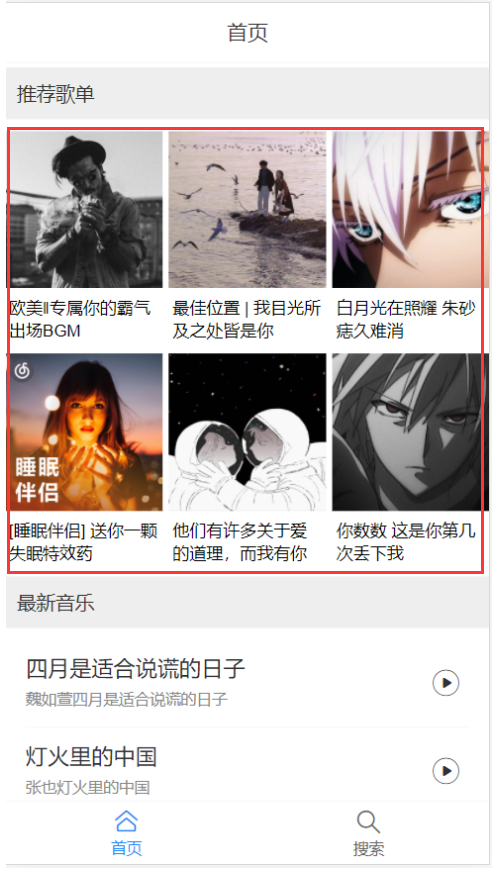 首页
推荐歌单
欧美‖专属你的霸气
出场BGM
最佳位置 | 我目光所
及之处皆是你
白月光在照耀 朱砂
痣久难消
睡眠
伴侣
[睡眠伴侣] 送你一颗
失眠特效药
他们有许多关于爱
的道理，而我有你
你数数 这是你第几
次丢下我
最新音乐
四月是适合说谎的日子
魏如萱四月是适合说谎的日子
灯火里的中国
张也灯火里的中国
首页
搜索